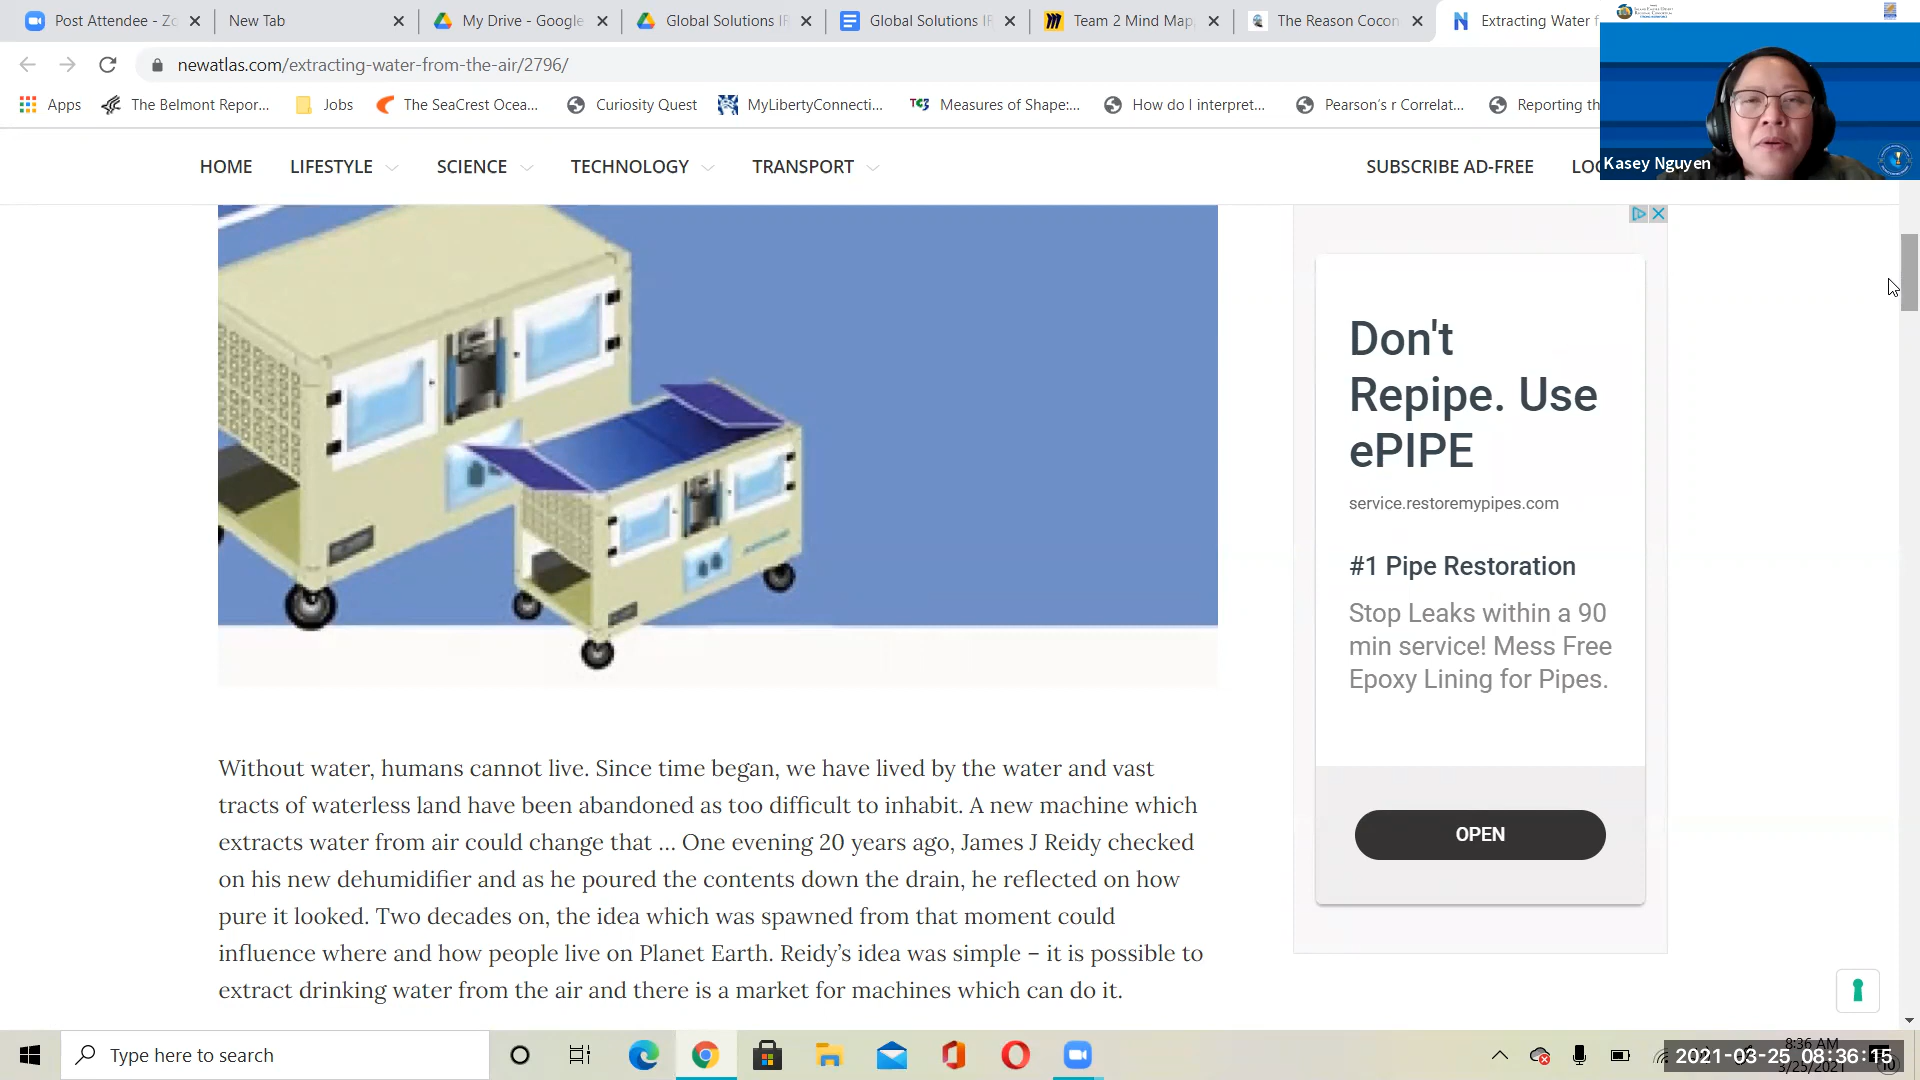 Post Attendee - Zo
New Tab
My Drive - Google
Global Solutions IF
Global Solutions IF
Team 2 Mind Map
The Reason Cocon
Extracting Water f
newatlas.com/extracting-water-from-the-air/2796/
Apps
The Belmont Repor...
Jobs
The SeaCrest Ocea...
Curiosity Quest
MyLibertyConnecti...
Measures of Shape:...
How do I interpret...
Pearson's r Correlat...
Reporting th
Kasey Nguyen
HOME
LIFESTYLE
SCIENCE
TECHNOLOGY
TRANSPORT
SUBSCRIBE AD-FREE
LO
Don't
Repipe. Use
ePIPE
service.restoremypipes.com
#1 Pipe Restoration
Stop Leaks within a 90
min service! Mess Free
Epoxy Lining for Pipes.
OPEN
Without water, humans cannot live. Since time began, we have lived by the water and vast
tracts of waterless land have been abandoned as too difficult to inhabit. A new machine which
extracts water from air could change that ... One evening 20 years ago, James J Reidy checked
on his new dehumidifier and as he poured the contents down the drain, he reflected on how
pure it looked. Two decades on, the idea which was spawned from that moment could
influence where and how people live on Planet Earth. Reidy's idea was simple – it is possible to
extract drinking water from the air and there is a market for machines which can do it.
Type here to search
8:36 AM
3/25/2021
2021-03-25 08:36:15